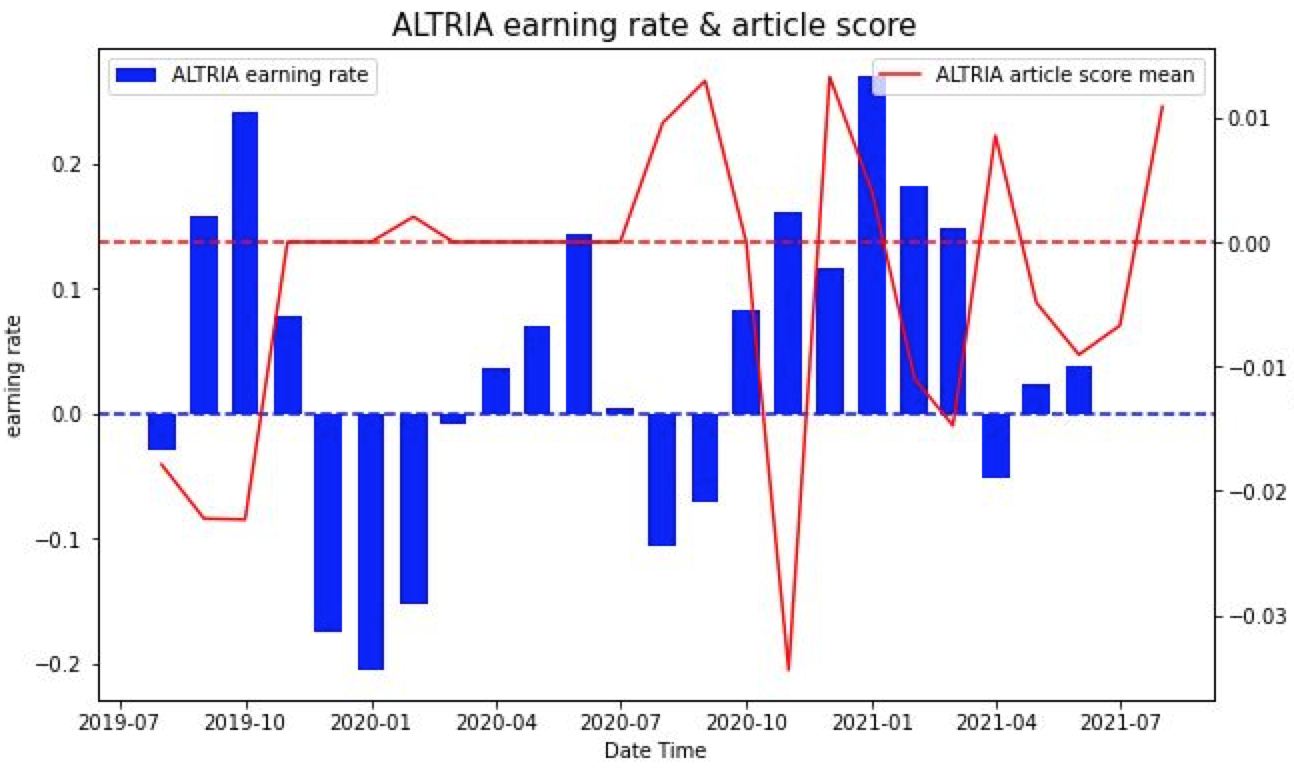 ALTRIA earning rate & article score
ALTRIA earning rate
ALTRIA article score mean
0.2
0.1
0.0
−0.1
−0.2
earning rate
0.01
0.00
−0.01
−0.02
−0.03
2019-07 2019-10 2020-01 2020-04 2020-07 2020-10 2021-01 2021-04 2021-07
Date Time